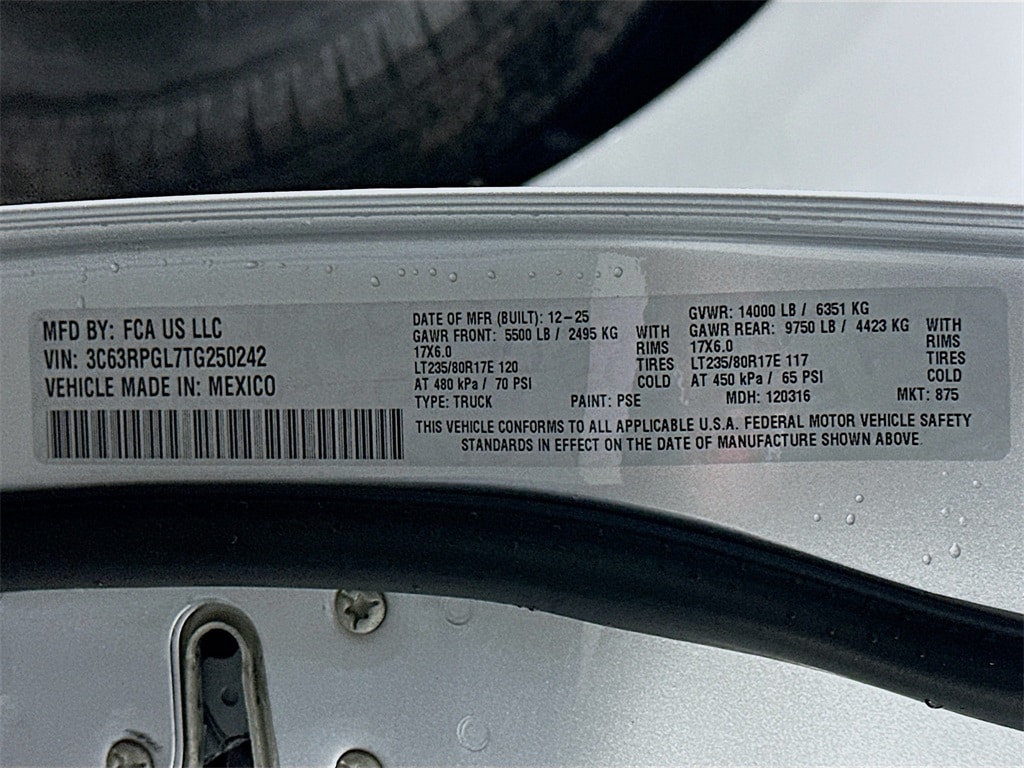 MFD BY: FCA US LLC
VIN: 3C63RPGL7TG250242
VEHICLE MADE IN: MEXICO
DATE OF MFR (BUILT): 12-25
GAWR FRONT: 5500 LB / 2495 KG
17X6.0
LT235/80R17E 120
AT 480 kPa / 70 PSI
WITH
RIMS
TIRES
COLD
GVWR: 14000 LB / 6351 KG
GAWR REAR: 9750 LB / 4423 KG
17X6.0
LT235/80R17E 117
AT 450 kPa / 65 PSI
WITH
RIMS
TIRES
COLD
TYPE: TRUCK PAINT: PSE MDH: 120316 MKT: 875
THIS VEHICLE CONFORMS TO ALL APPLICABLE U.S.A. FEDERAL MOTOR VEHICLE SAFETY
STANDARDS IN EFFECT ON THE DATE OF MANUFACTURE SHOWN ABOVE.